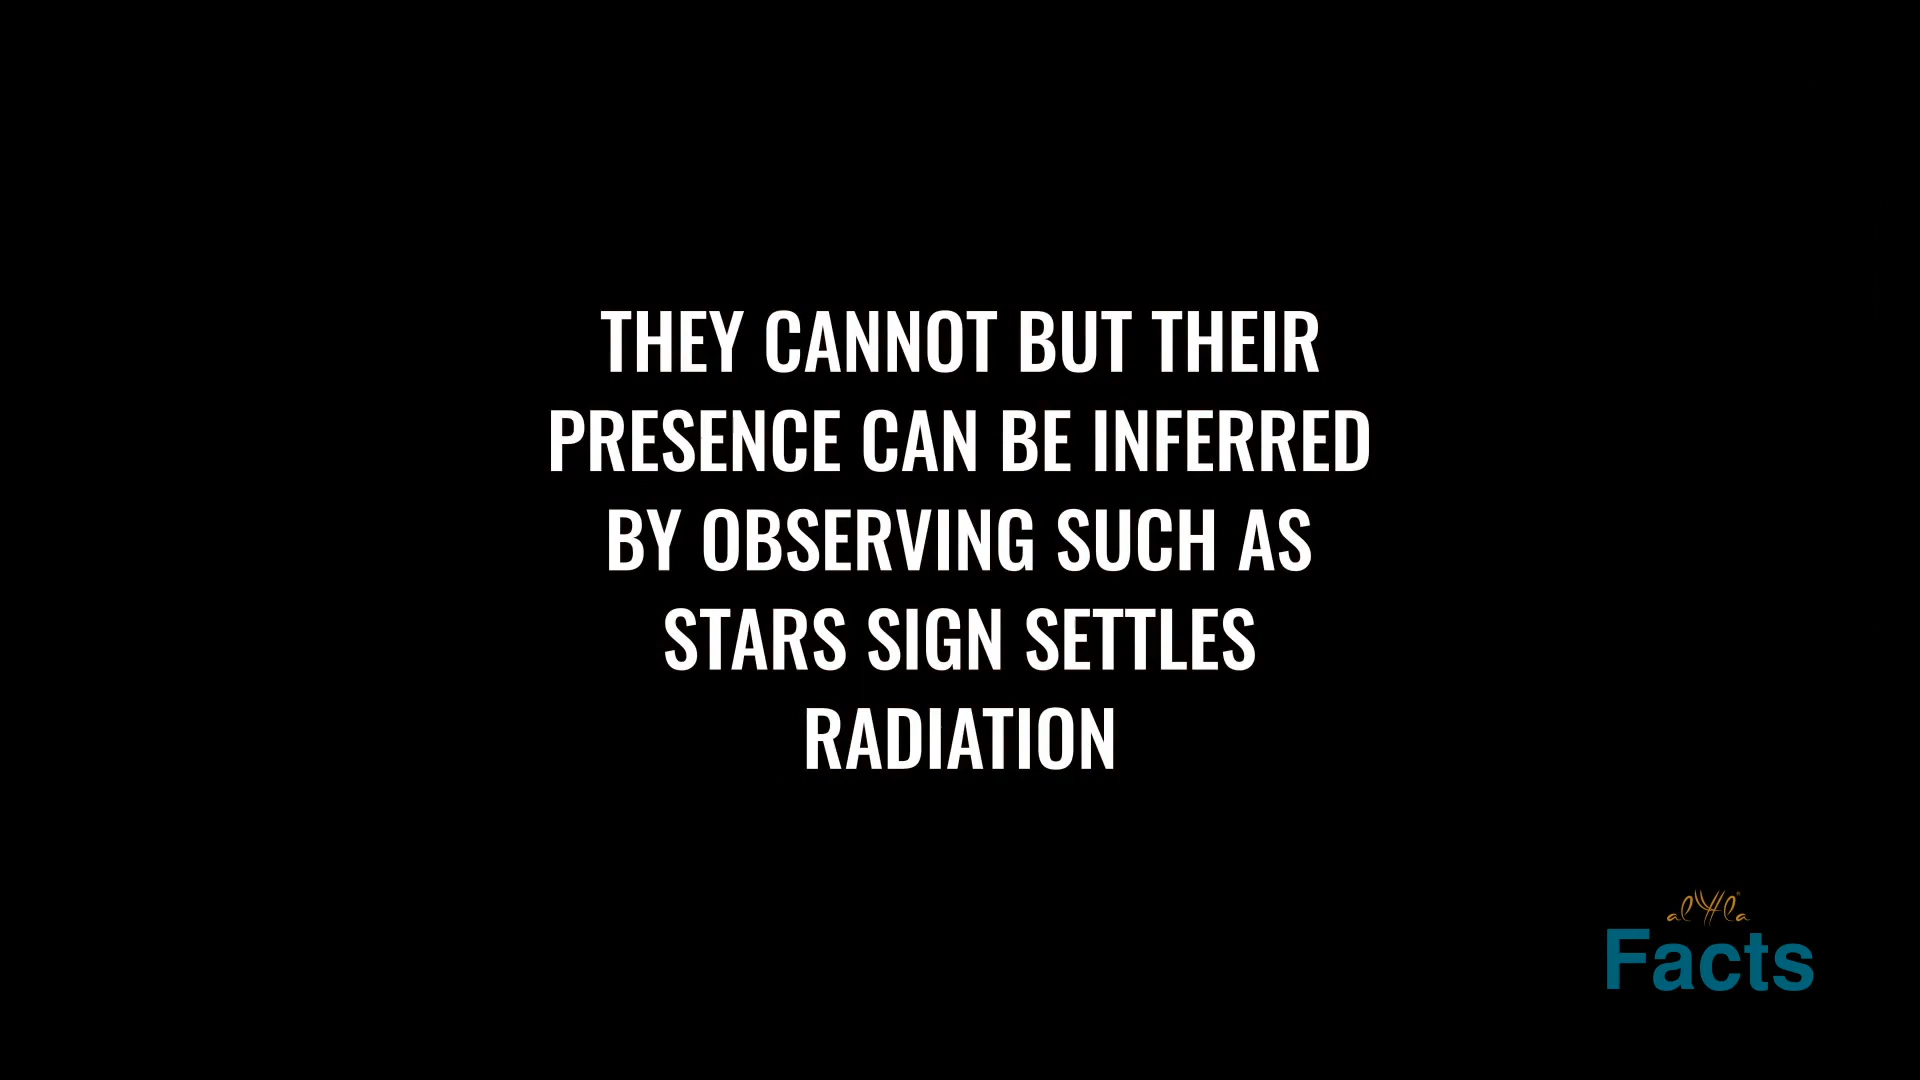 THEY CANNOT BUT THEIR
PRESENCE CAN BE INFERRED
BY OBSERVING SUCH AS
STARS SIGN SETTLES
RADIATION
Facts